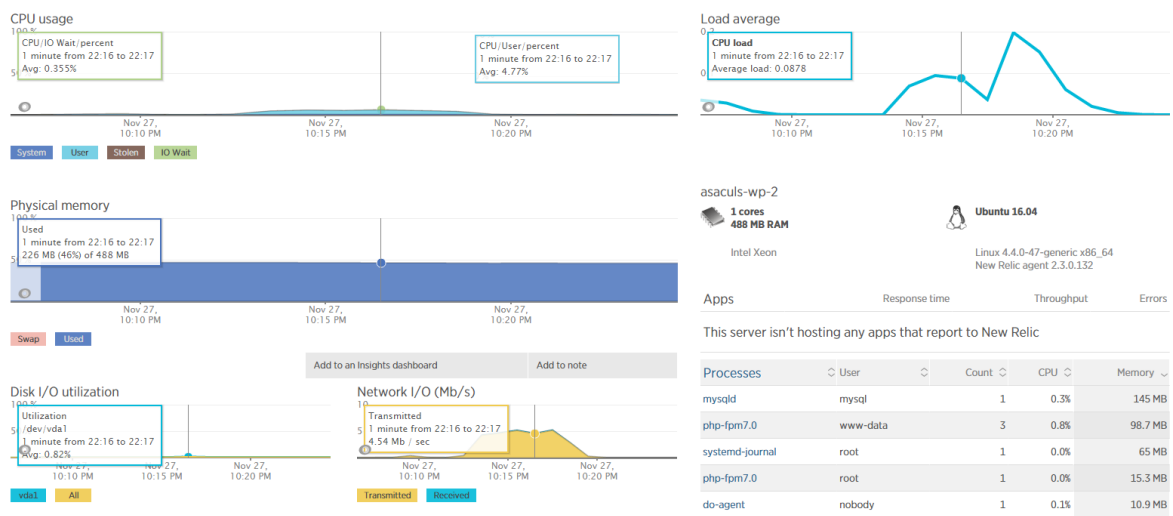 CPU usage
100 %
CPU/IO Wait/percent
1 minute from 22:16 to 22:17
Avg: 0.355%
CPU/User/percent
1 minute from 22:16 to 22:17
Avg: 4.77%
Nov 27,
10:10 PM
Nov 27,
10:15 PM
Nov 27,
10:20 PM
System User Stolen IO Wait
Load average
CPU load
1 minute from 22:16 to 22:17
Average load: 0.0878
Nov 27,
10:10 PM
Nov 27,
10:15 PM
Nov 27,
10:20 PM
Physical memory
100 %
Used
1 minute from 22:16 to 22:17
226 MB (46%) of 488 MB
Nov 27,
10:10 PM
Nov 27,
10:15 PM
Nov 27,
10:20 PM
Swap Used
Add to an Insights dashboard Add to note
Disk I/O utilization
100 %
Utilization
/dev/vda1
1 minute from 22:16 to 22:17
Avg: 0.82%
Nov 27,
10:10 PM
Nov 27,
10:15 PM
Nov 27,
10:20 PM
vda1 All
Network I/O (Mb/s)
10
Transmitted
1 minute from 22:16 to 22:17
4.54 Mb / sec
Nov 27,
10:10 PM
Nov 27,
10:15 PM
Nov 27,
10:20 PM
Transmitted Received
asaculs-wp-2
1 cores
488 MB RAM
Intel Xeon
Ubuntu 16.04
Linux 4.4.0-47-generic x86_64
New Relic agent 2.3.0.132
Apps Response time Throughput Errors
This server isn't hosting any apps that report to New Relic
Processes User Count CPU Memory
mysqld mysql 1 0.3% 145 MB
php-fpm7.0 www-data 3 0.8% 98.7 MB
systemd-journal root 1 0.0% 65 MB
php-fpm7.0 root 1 0.0% 15.3 MB
do-agent nobody 1 0.1% 10.9 MB